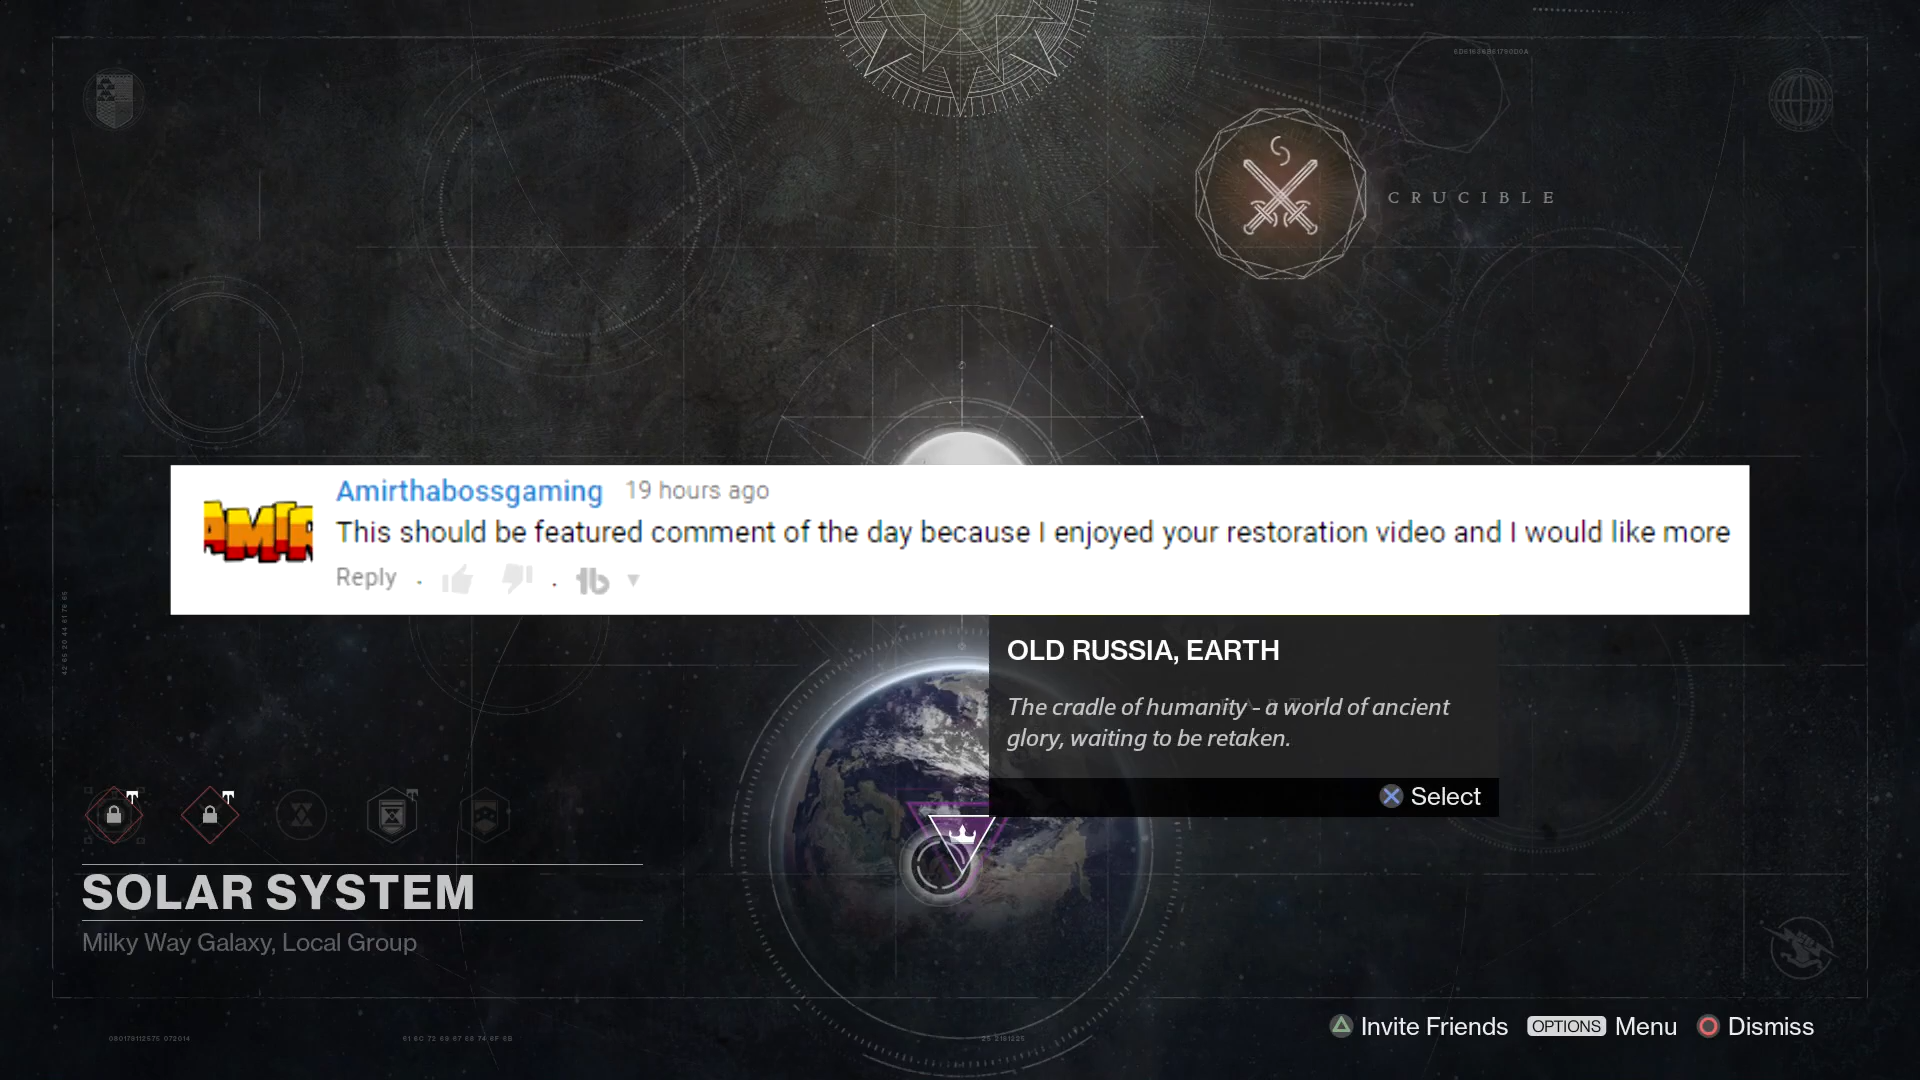 6D61636B61790D0A
CRUCIBLE
AMIR
Amirthabossgaming 19 hours ago
This should be featured comment of the day because I enjoyed your restoration video and I would like more
Reply
OLD RUSSIA, EARTH
The cradle of humanity - a world of ancient
glory, waiting to be retaken.
Select
SOLAR SYSTEM
Milky Way Galaxy, Local Group
Invite Friends OPTIONS Menu Dismiss